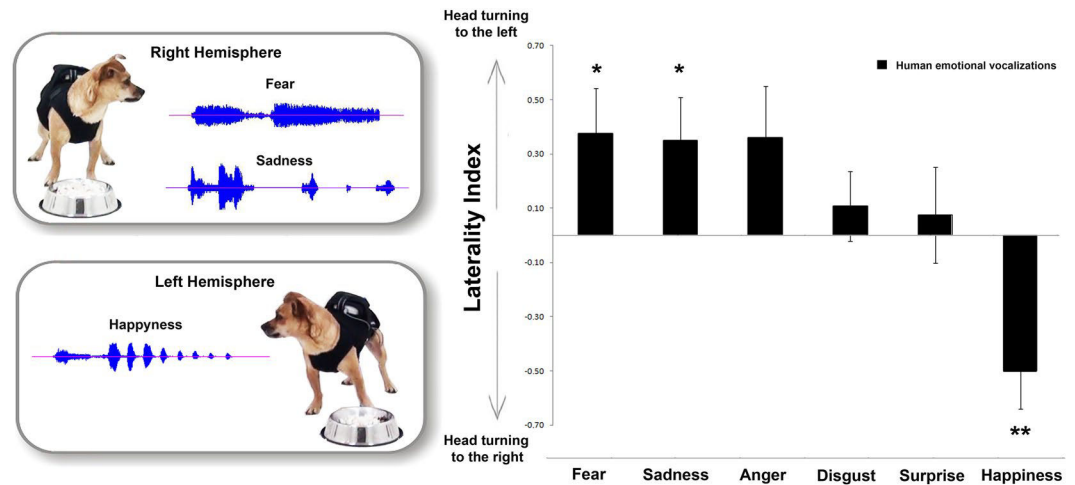 Right Hemisphere
Fear
Sadness
Left Hemisphere
Happyness
Head turning
to the left
Laterality Index
Head turning
to the right
0.70
0.50
0.30
0.10
-0.10
-0.30
-0.50
-0.70
Human emotional vocalizations
*
*
**
Fear
Sadness
Anger
Disgust
Surprise
Happiness